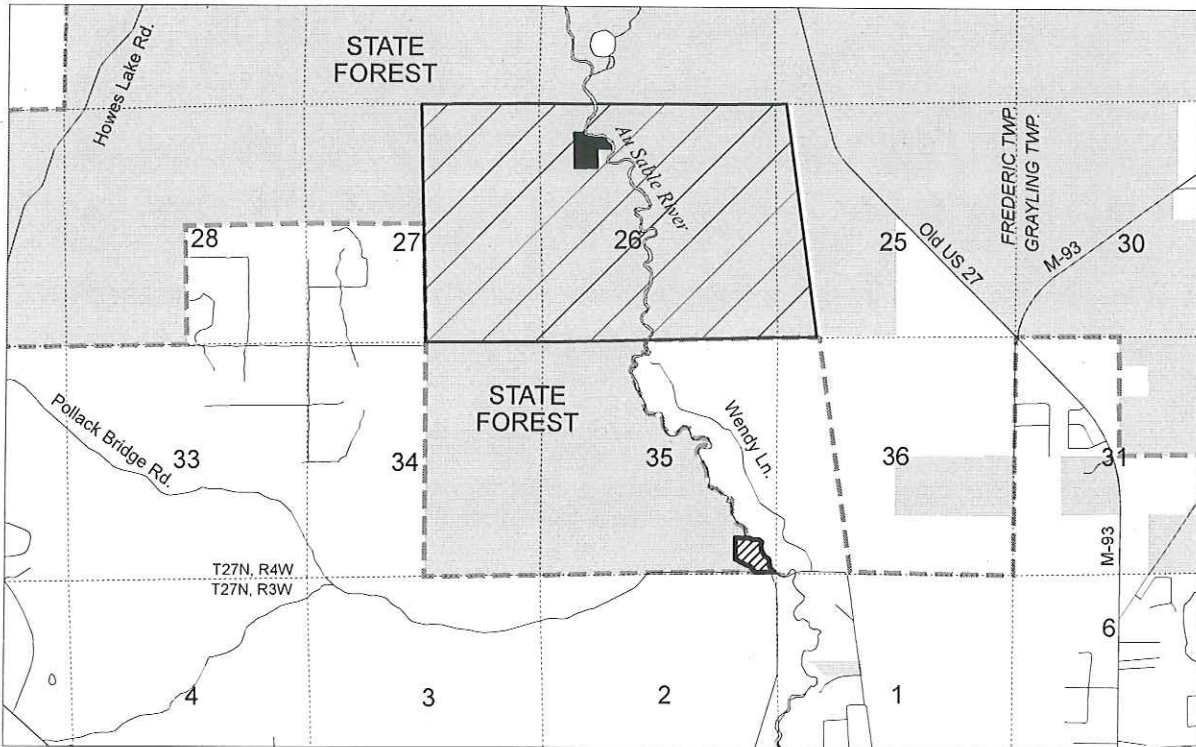 STATE
FOREST
Howes Lake Rd.
Au Sable River
FREDERIC TWP.
GRAYLING TWP.
28
27
26
25
Old US 27
M-93
30
STATE
FOREST
Pollack Bridge Rd.
33
34
35
Wendy Ln.
36
31
M-93
T27N, R4W
T27N, R3W
6
4
3
2
1